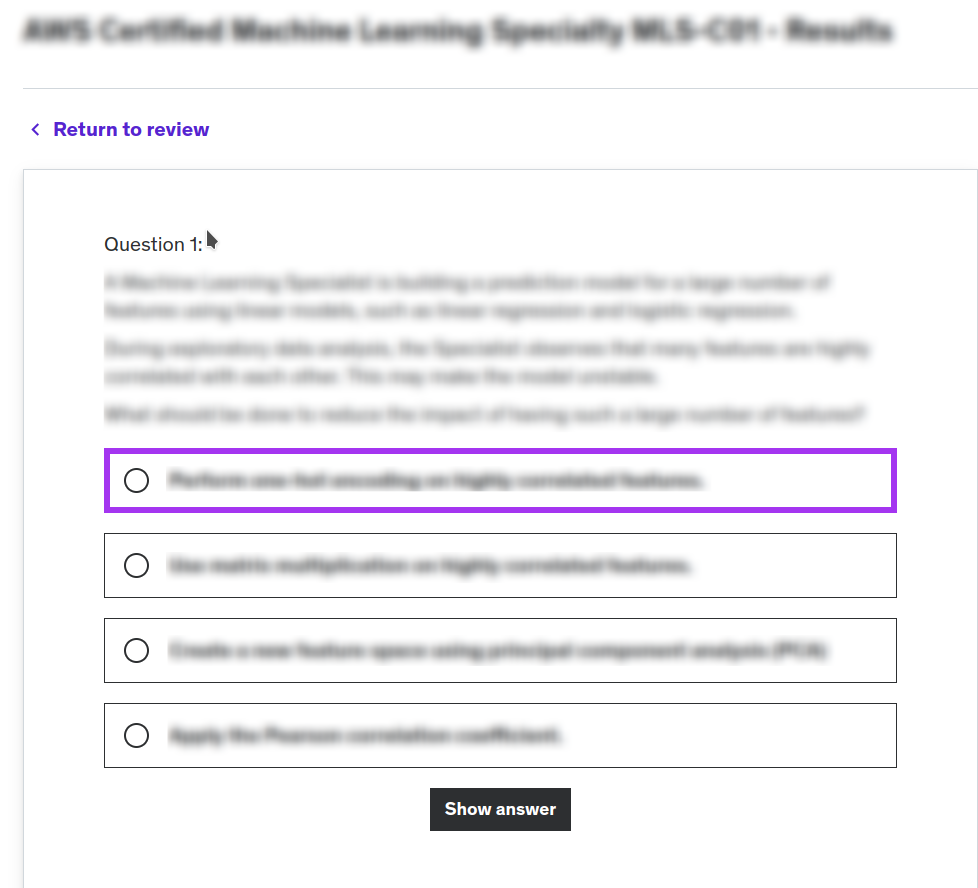 AWS Certified Machine Learning Specialty MLS-C01 - Results
Return to review
Question 1:
A Machine Learning Specialist is building a prediction model for a large number of
features using linear models, such as linear regression and logistic regression.
During exploratory data analysis, the Specialist observes that many features are highly
correlated with each other. This may make the model unstable.
What should be done to reduce the impact of having such a large number of features?
Perform one-hot encoding on highly correlated features.
Use matrix multiplication on highly correlated features.
Create a new feature space using principal component analysis (PCA)
Apply the Pearson correlation coefficient.
Show answer